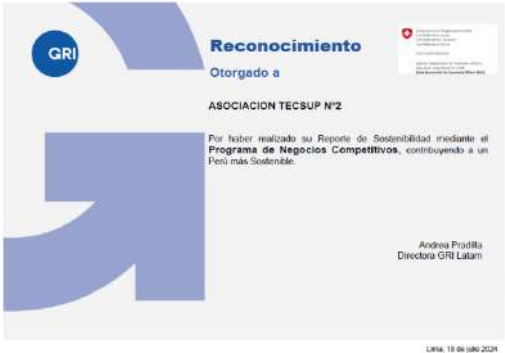 GRI
Reconocimiento
Otorgado a
ASOCIACION TECSUP Nº2
Por haber realizado su Reporte de Sostenibilidad mediante el
Programa de Negocios Competitivos, contribuyendo a un
Perú más Sostenible.
Andrea Pradilla
Directora GRI Latam
Lima, 18 de julio 2024